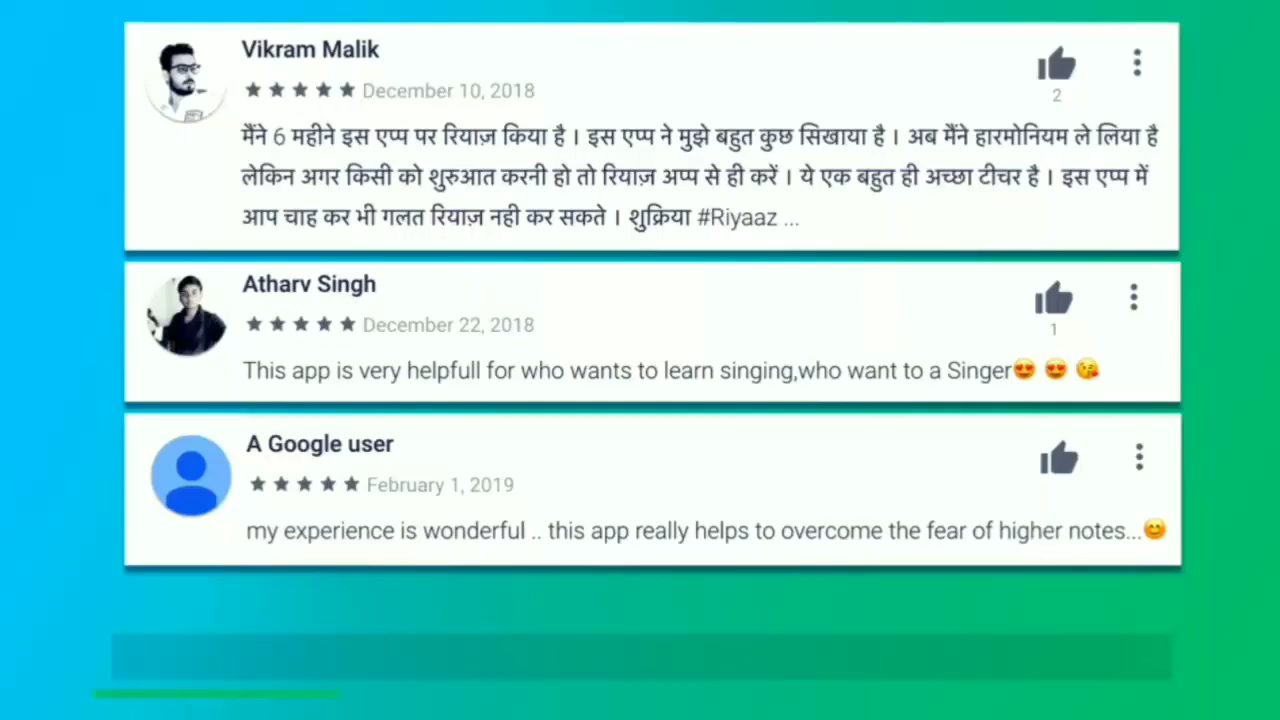 Vikram Malik
December 10, 2018
2
मैंने 6 महीने इस एप्प पर रियाज़ किया है । इस एप्प ने मुझे बहुत कुछ सिखाया है । अब मैंने हारमोनियम ले लिया है
लेकिन अगर किसी को शुरुआत करनी हो तो रियाज़ अप्प से ही करें । ये एक बहुत ही अच्छा टीचर है । इस एप्प में
आप चाह कर भी गलत रियाज़ नही कर सकते । शुक्रिया #Riyaaz ...
Atharv Singh
December 22, 2018
1
This app is very helpfull for who wants to learn singing,who want to a Singer😍 😍 😘
A Google user
February 1, 2019
my experience is wonderful .. this app really helps to overcome the fear of higher notes...😊